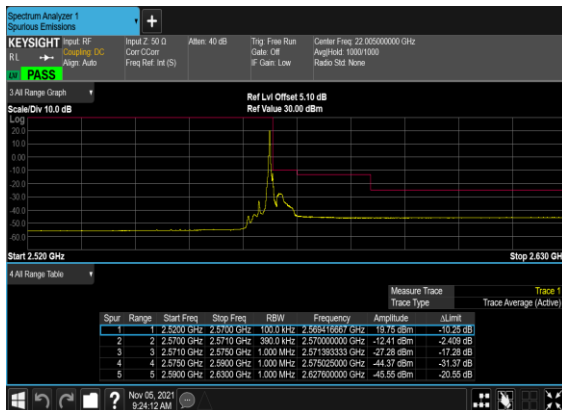 Spectrum Analyzer 1
Spurious Emissions
KEYSIGHT Input: RF Input Z: 50 Ω Atten: 40 dB Trig: Free Run Center Freq: 22.005000000 GHz
RL Coupling: DC Corr CCorr Gate: Off Avg|Hold: 1000/1000
Align: Auto Freq Ref: Int (S) IF Gain: Low Radio Std: None
PASS
3 All Range Graph
Ref Lvl Offset 5.10 dB
Scale/Div 10.0 dB Ref Value 30.00 dBm
Log
20.0
10.0
0.00
-10.0
-20.0
-30.0
-40.0
-50.0
-60.0
Start 2.520 GHz Stop 2.630 GH
4 All Range Table
Measure Trace Trace 1
Trace Type Trace Average (Active)
Spur Range Start Freq Stop Freq RBW Frequency Amplitude ΔLimit
1 1 2.5200 GHz 2.5700 GHz 100.0 kHz 2.569416667 GHz 19.75 dBm -10.25 dB
2 2 2.5700 GHz 2.5710 GHz 390.0 kHz 2.570000000 GHz -12.41 dBm -2.409 dB
3 3 2.5710 GHz 2.5750 GHz 1.000 MHz 2.571393333 GHz -27.28 dBm -17.28 dB
4 4 2.5750 GHz 2.5900 GHz 1.000 MHz 2.575025000 GHz -44.37 dBm -31.37 dB
5 5 2.5900 GHz 2.6300 GHz 1.000 MHz 2.627600000 GHz -45.55 dBm -20.55 dB
Nov 05, 2021
9:24:12 AM